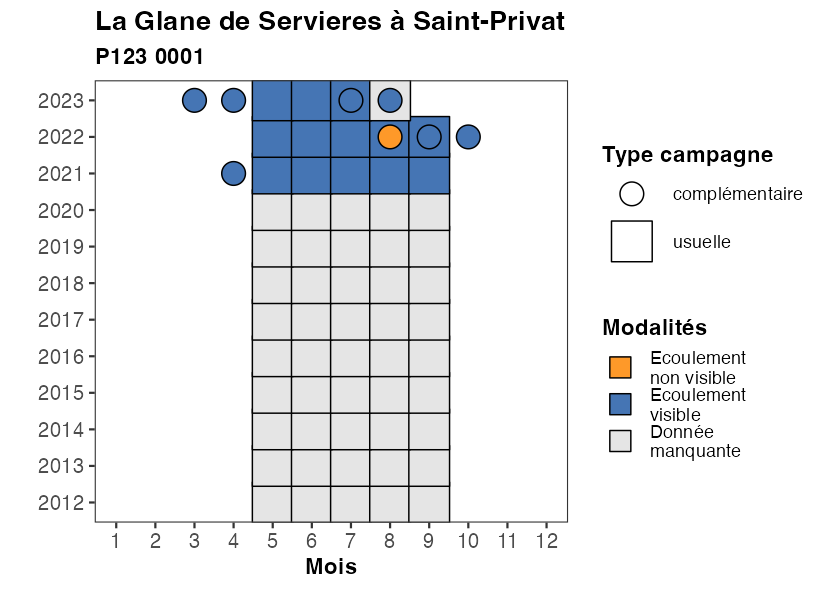 La Glane de Servieres à Saint-Privat
P123 0001
2023
2022
2021
2020
2019
2018
2017
2016
2015
2014
2013
2012
1 2 3 4 5 6 7 8 9 10 11 12
Mois
Type campagne
complémentaire
usuelle
Modalités
Ecoulement
non visible
Ecoulement
visible
Donnée
manquante